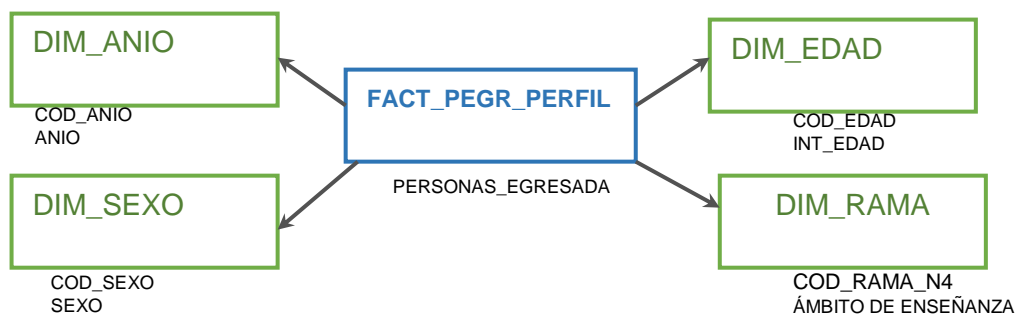 DIM_ANIO
COD_ANIO
ANIO
FACT_PEGR_PERFIL
PERSONAS_EGRESADA
DIM_EDAD
COD_EDAD
INT_EDAD
DIM_SEXO
COD_SEXO
SEXO
DIM_RAMA
COD_RAMA_N4
ÁMBITO DE ENSEÑANZA